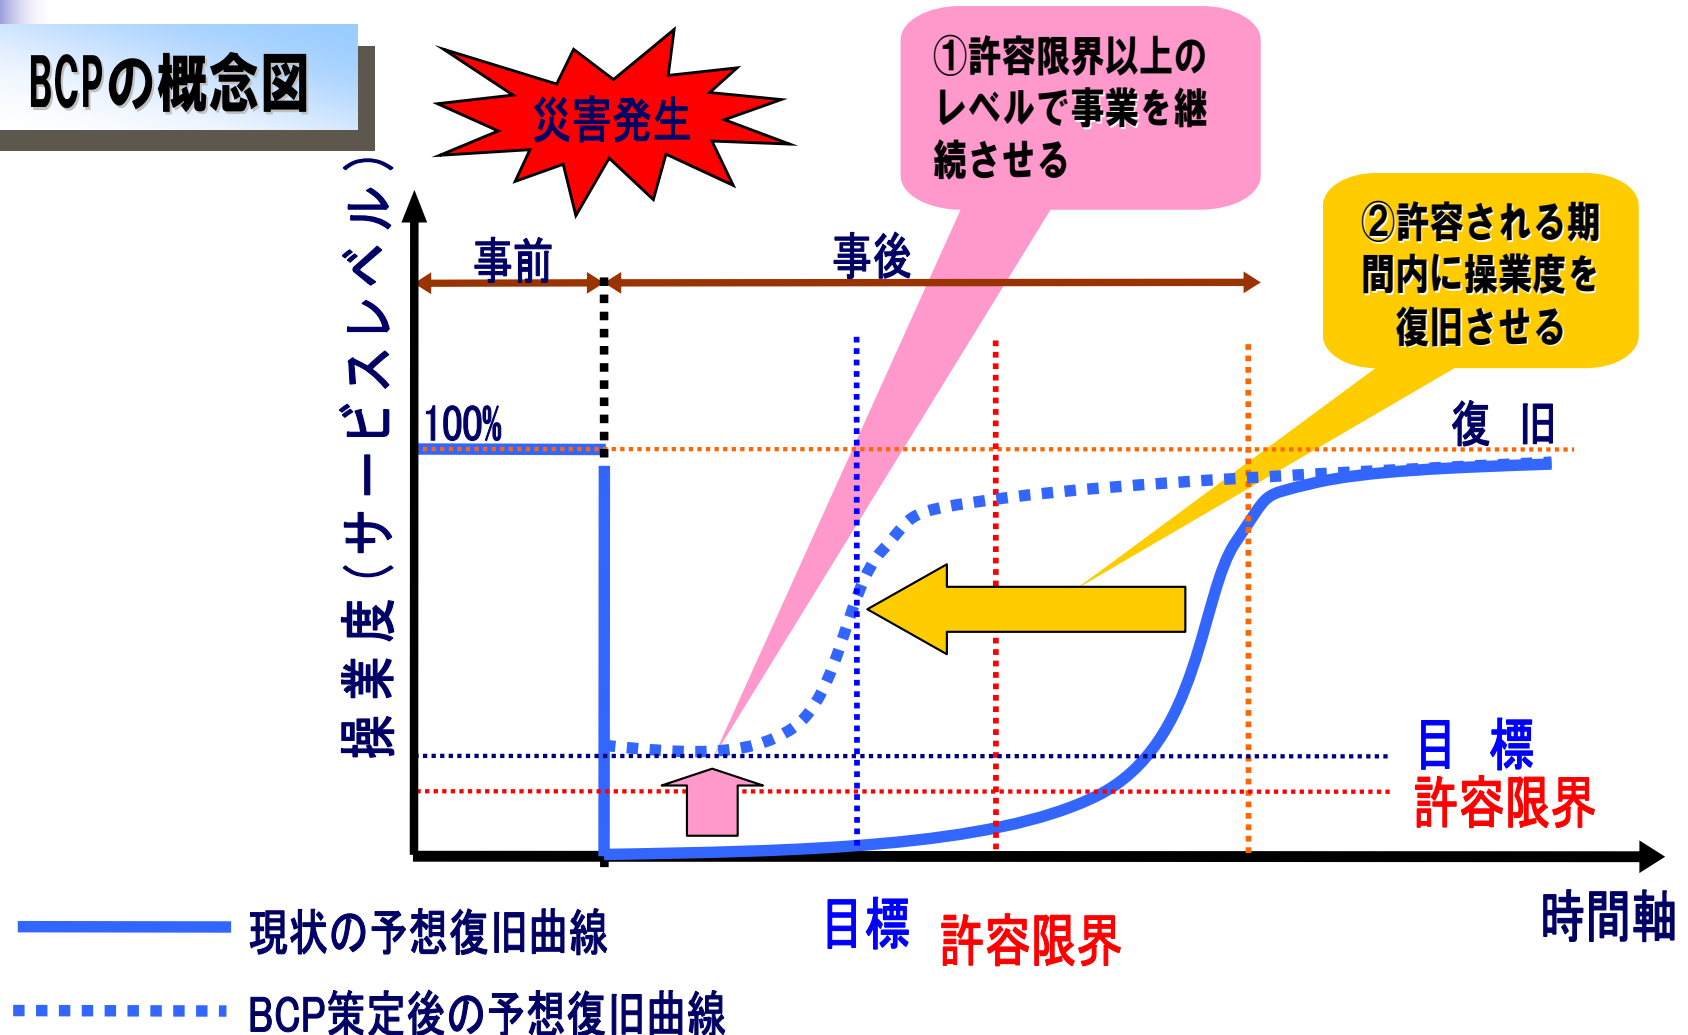 BCPの概念図
災害発生
①許容限界以上の
レベルで事業を継
続させる
②許容される期
間内に操業度を
復旧させる
事前
事後
操業度(サービスレベル)
100%
復 旧
目 標
許容限界
目標
許容限界
時間軸
現状の予想復旧曲線
BCP策定後の予想復旧曲線